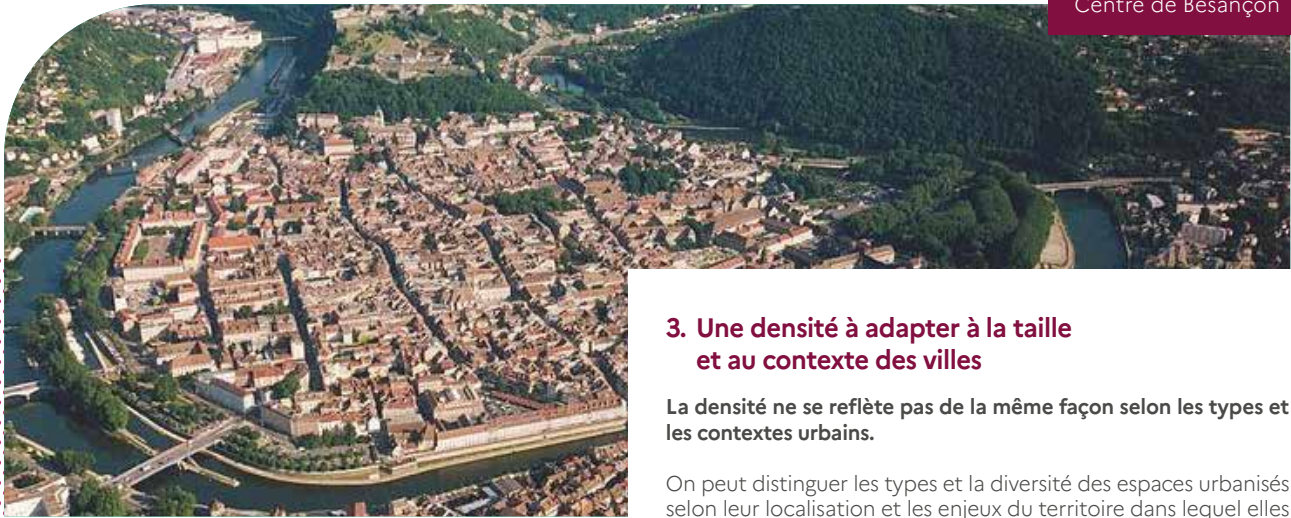 Centre de Besançon
3. Une densité à adapter à la taille
et au contexte des villes
La densité ne se reflète pas de la même façon selon les types et
les contextes urbains.
On peut distinguer les types et la diversité des espaces urbanisés
selon leur localisation et les enjeux du territoire dans lequel elles